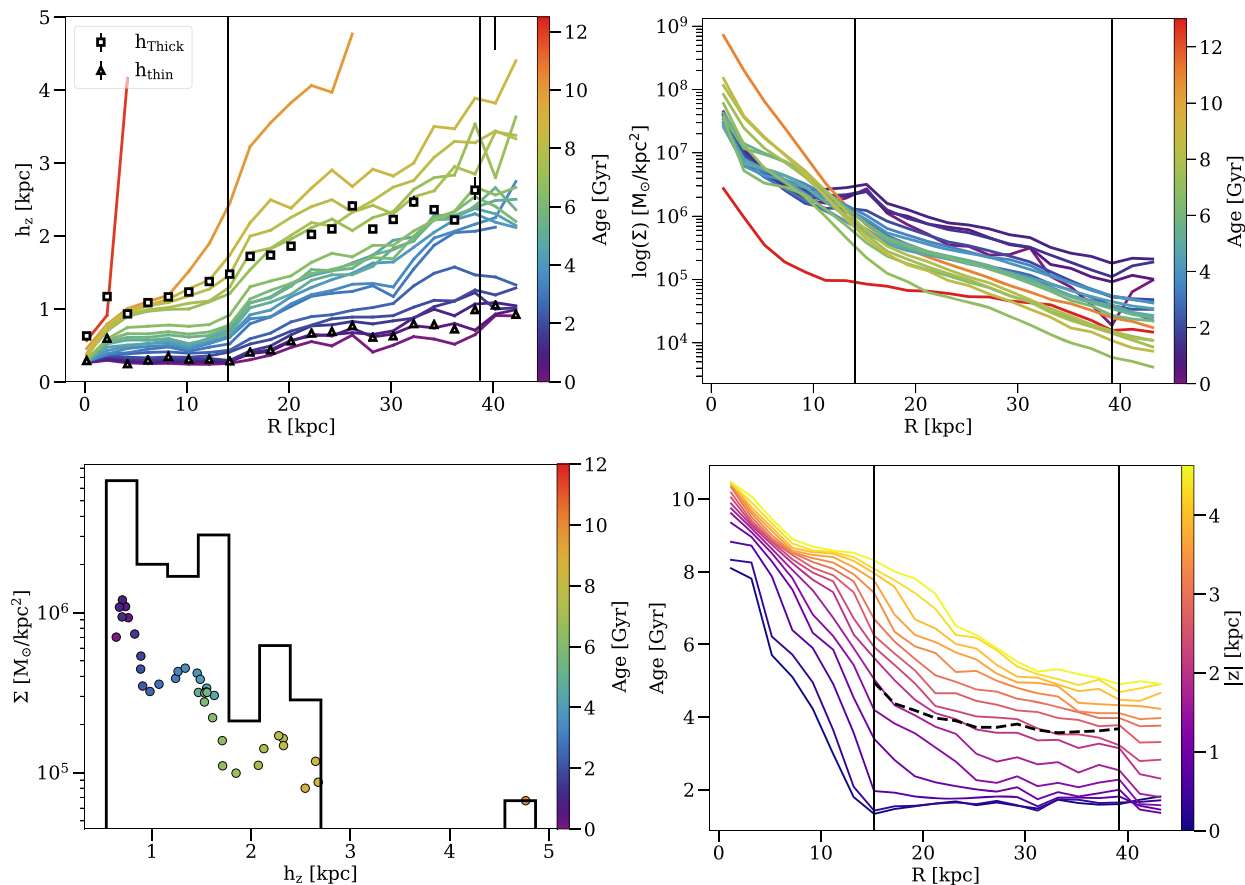 5
4
3
2
1
0
h_z [kpc]
h_Thick
h_thin
0 10 20 30 40
R [kpc]
12
10
8
6
4
2
0
Age [Gyr]
10^9
10^8
10^7
10^6
10^5
10^4
log(Σ) [M_⊙/kpc^2]
0 10 20 30 40
R [kpc]
12
10
8
6
4
2
0
Age [Gyr]
10^6
10^5
Σ [M_⊙/kpc^2]
1 2 3 4 5
h_z [kpc]
12
10
8
6
4
2
0
Age [Gyr]
10
8
6
4
2
Age [Gyr]
0 10 20 30 40
R [kpc]
4
3
2
1
0
|z| [kpc]